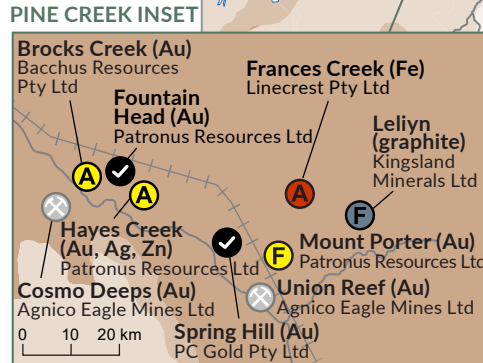 PINE CREEK INSET
Brocks Creek (Au)
Bacchus Resources
Pty Ltd
Fountain
Head (Au)
Patronus Resources Ltd
Frances Creek (Fe)
Linecrest Pty Ltd
Leliyn
(graphite)
Kingsland
Minerals Ltd
A
A
A
F
Hayes Creek
(Au, Ag, Zn)
Patronus Resources Ltd
F
Mount Porter (Au)
Patronus Resources Ltd
Cosmo Deeps (Au)
Agnico Eagle Mines Ltd
Union Reef (Au)
Agnico Eagle Mines Ltd
Spring Hill (Au)
PC Gold Pty Ltd
0 10 20 km